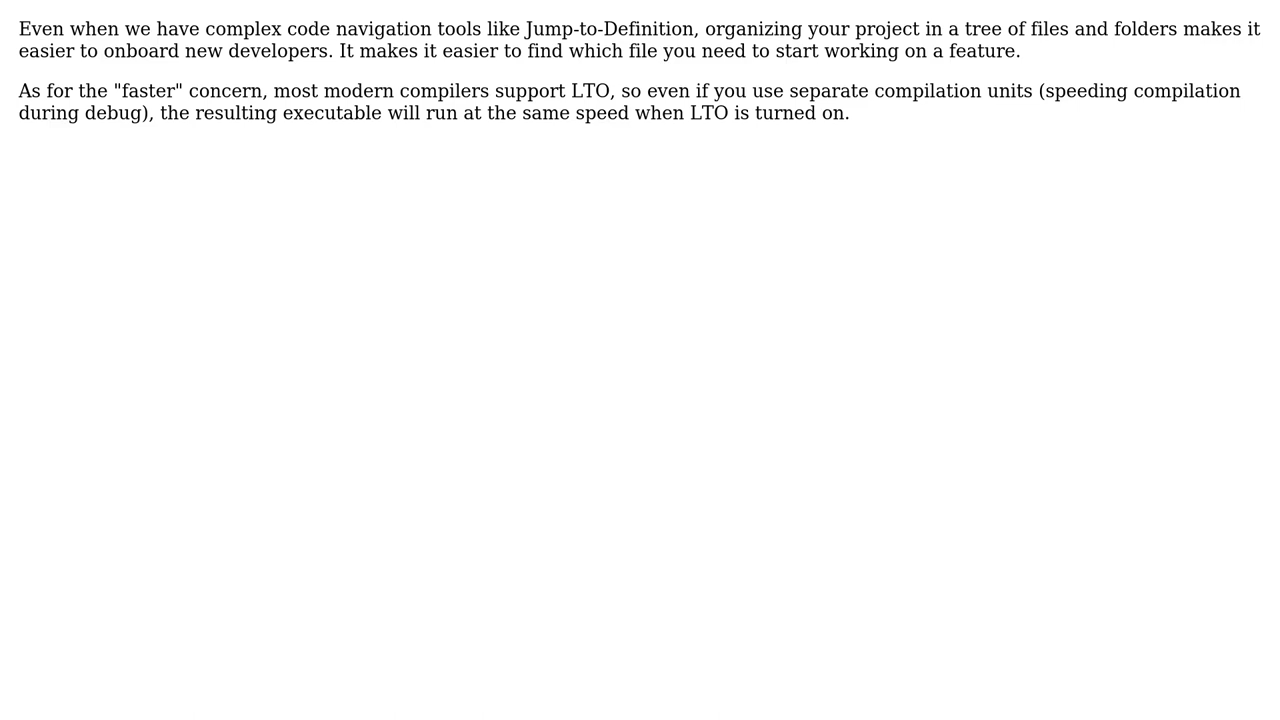 Even when we have complex code navigation tools like Jump-to-Definition, organizing your project in a tree of files and folders makes it
easier to onboard new developers. It makes it easier to find which file you need to start working on a feature.
As for the "faster" concern, most modern compilers support LTO, so even if you use separate compilation units (speeding compilation
during debug), the resulting executable will run at the same speed when LTO is turned on.